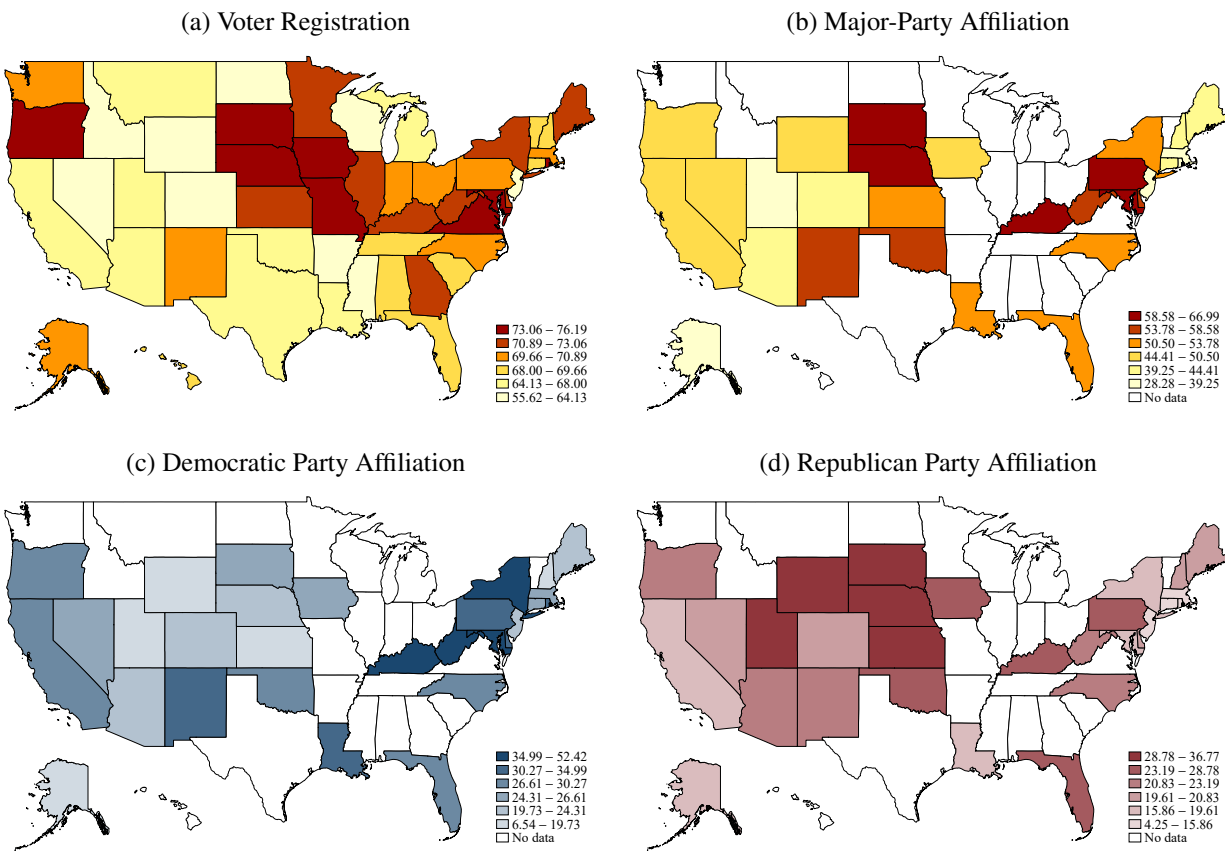 (a) Voter Registration
73.06 – 76.19
70.89 – 73.06
69.66 – 70.89
68.00 – 69.66
64.13 – 68.00
55.62 – 64.13
(b) Major-Party Affiliation
58.58 – 66.99
53.78 – 58.58
50.50 – 53.78
44.41 – 50.50
39.25 – 44.41
28.28 – 39.25
No data
(c) Democratic Party Affiliation
34.99 – 52.42
30.27 – 34.99
26.61 – 30.27
24.31 – 26.61
19.73 – 24.31
6.54 – 19.73
No data
(d) Republican Party Affiliation
28.78 – 36.77
23.19 – 28.78
20.83 – 23.19
19.61 – 20.83
15.86 – 19.61
4.25 – 15.86
No data